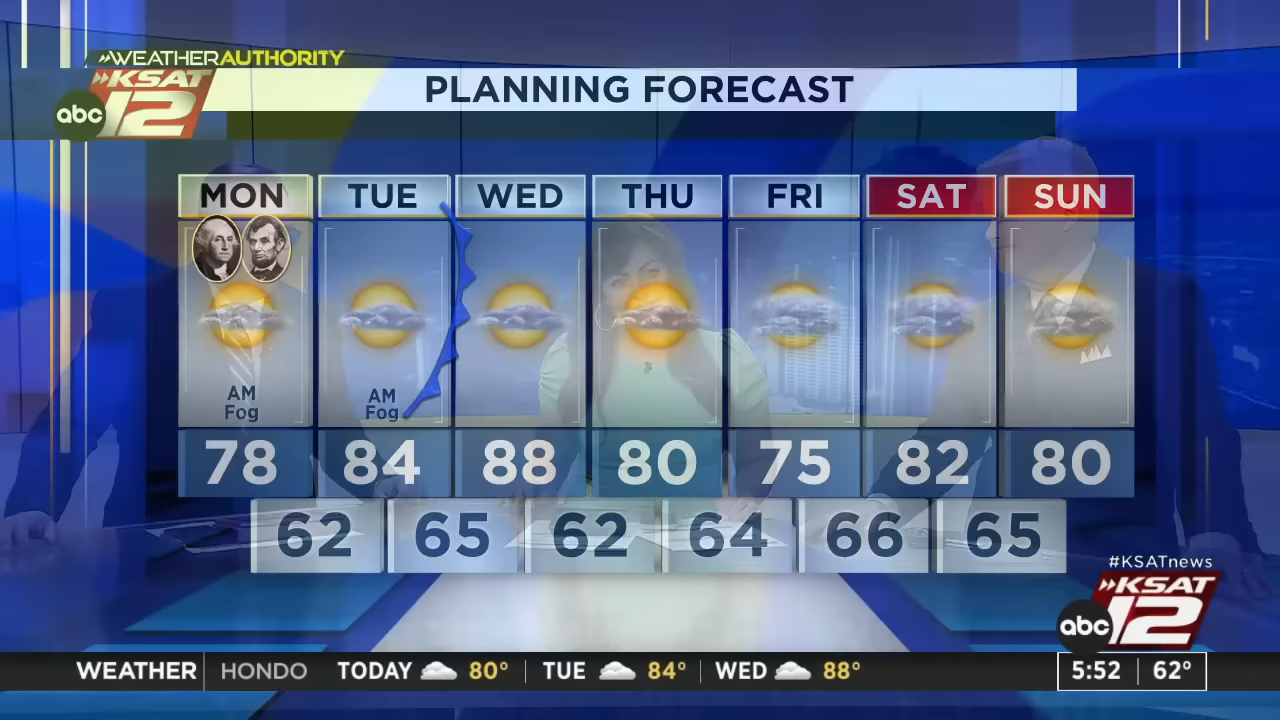 WEATHERAUTHORITY
KSAT
abc 12
PLANNING FORECAST
MON TUE WED THU FRI SAT SUN
AM Fog
AM Fog
78 84 88 80 75 82 80
62 65 62 64 66 65
#KSATnews
KSAT
abc 12
WEATHER HONDO TODAY 80° TUE 84° WED 88° 5:52 62°